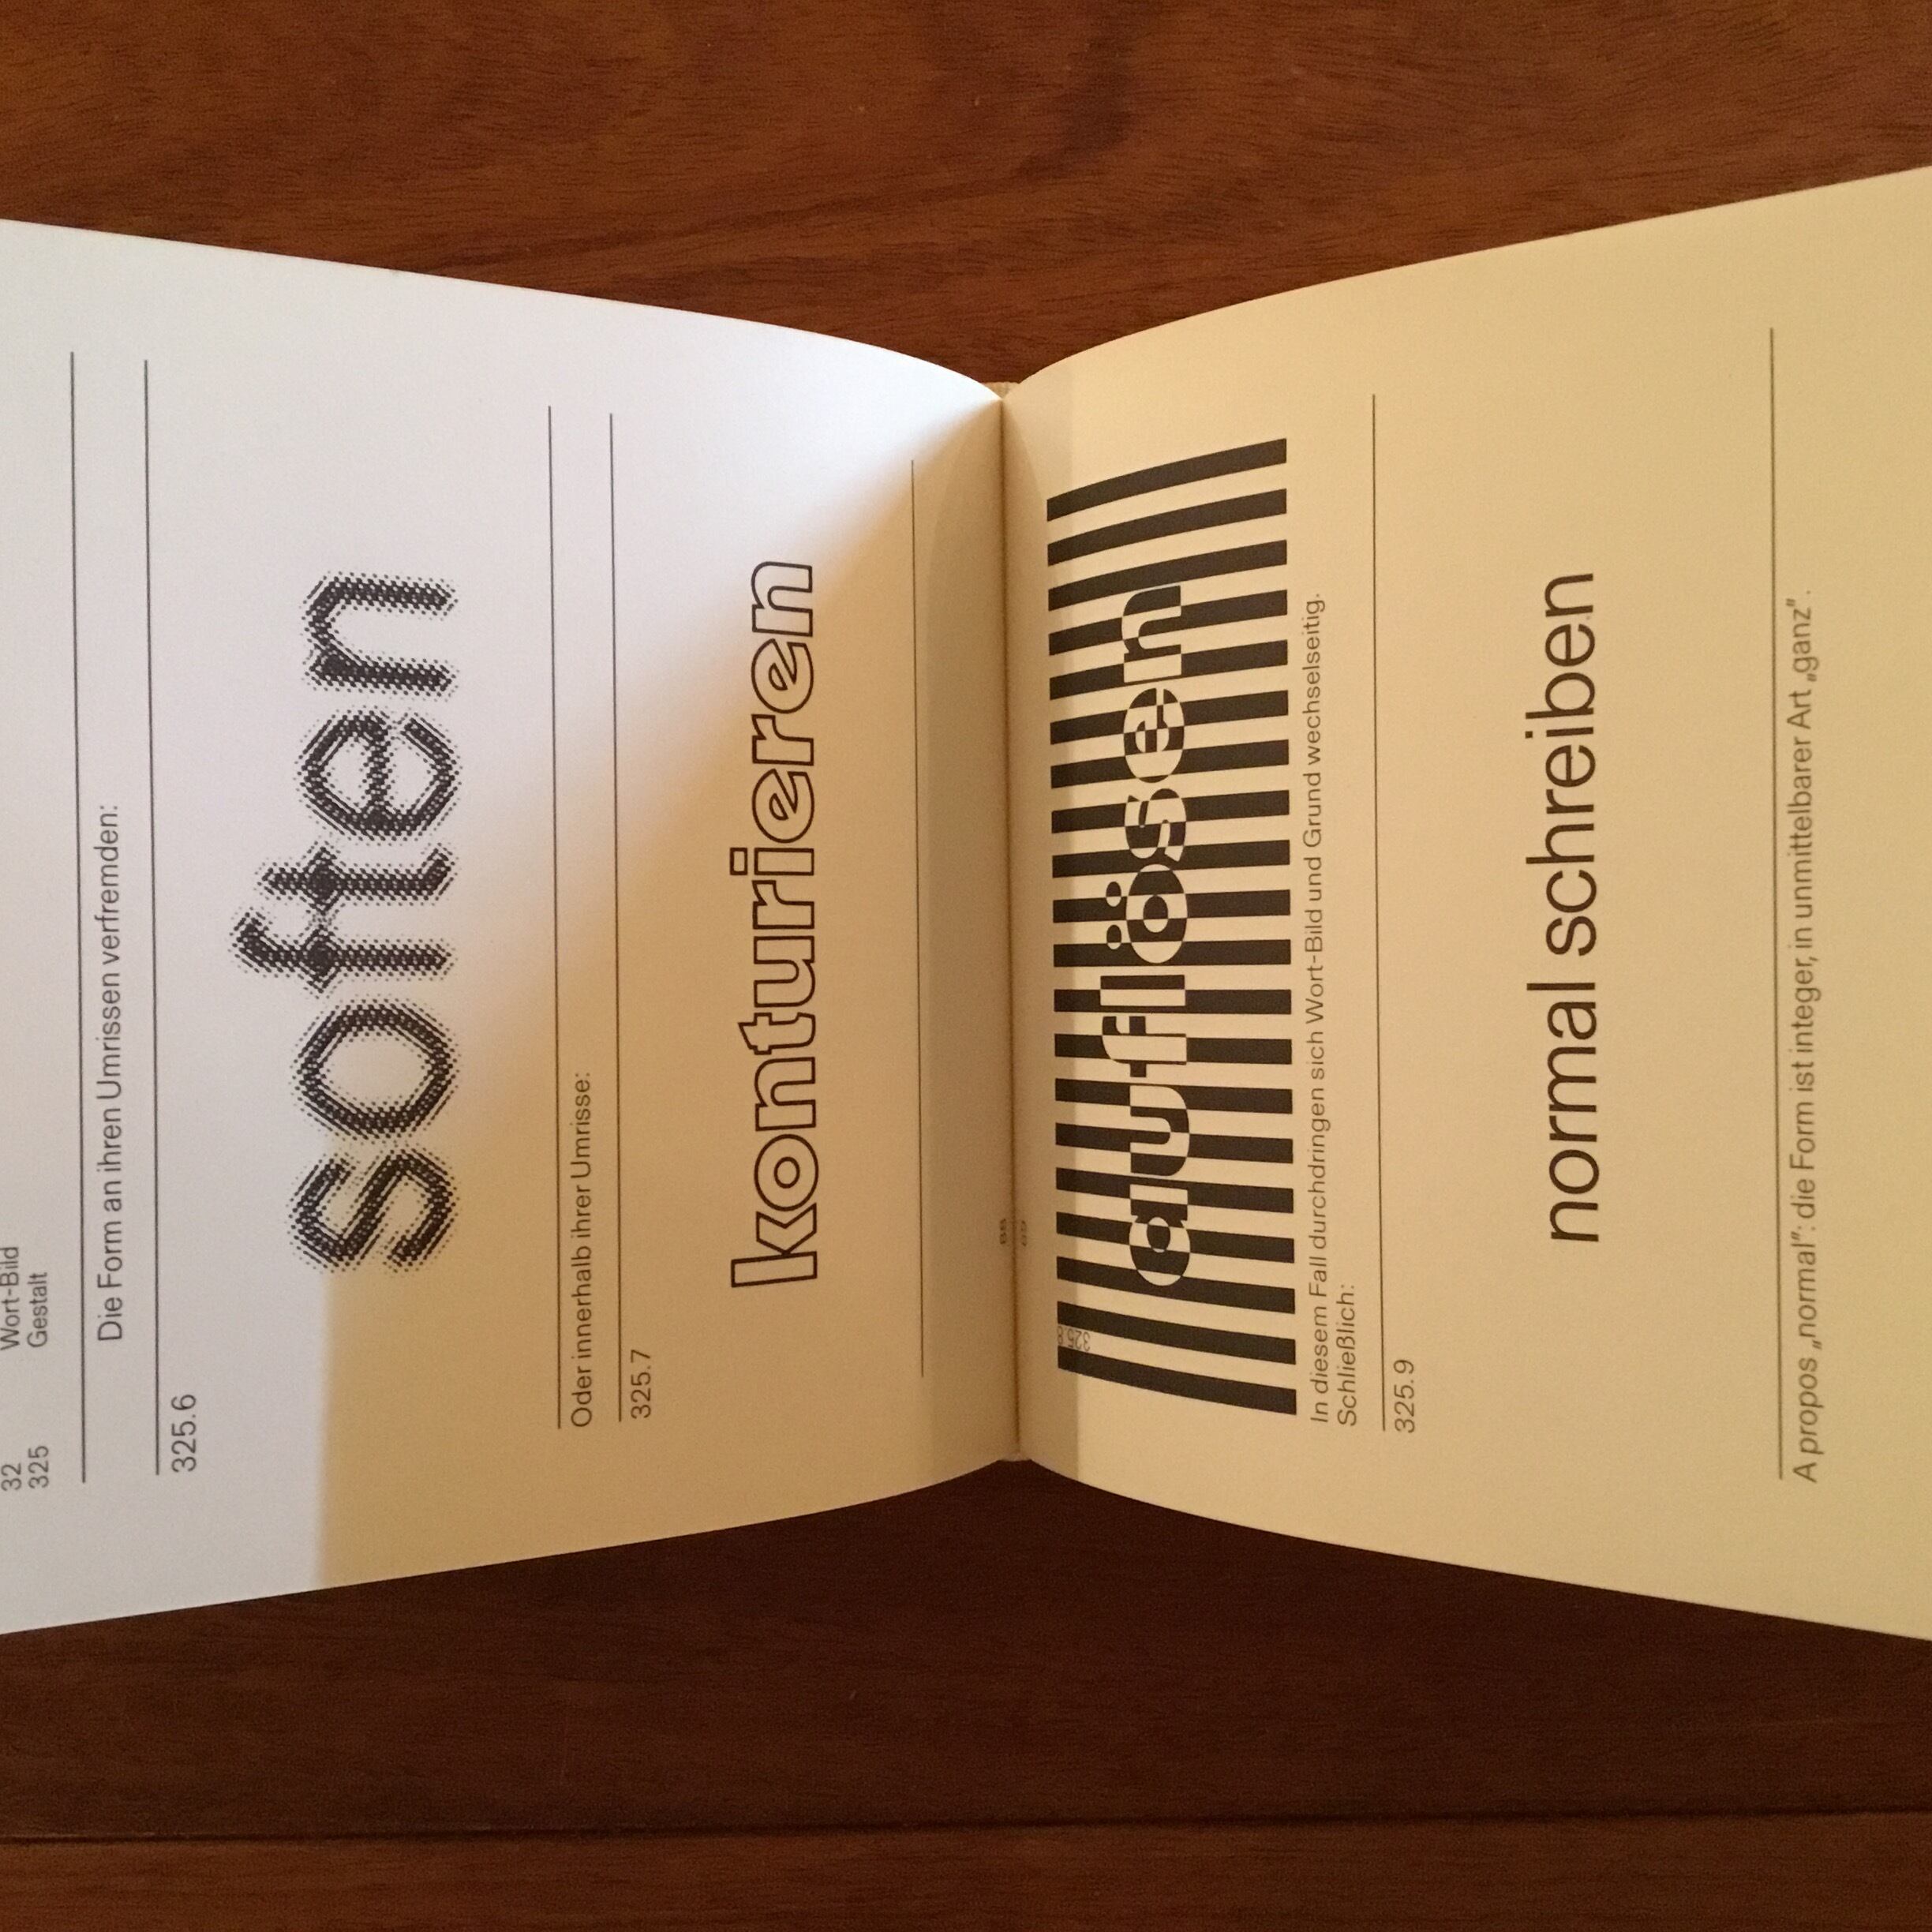 32 Wort-Bild
325 Gestalt
Die Form an ihren Umrissen verfremden:
325.6
soften
Oder innerhalb ihrer Umrisse:
325.7
konturieren
68
69
325.8
auflösen
In diesem Fall durchdringen sich Wort-Bild und Grund wechselseitig.
Schließlich:
325.9
normal schreiben
A propos „normal“: die Form ist integer, in unmittelbarer Art „ganz“.